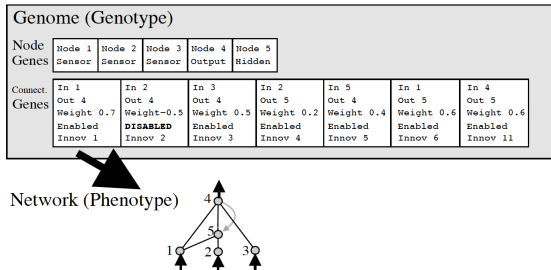 Genome (Genotype)
Node Genes
Node 1 Sensor
Node 2 Sensor
Node 3 Sensor
Node 4 Output
Node 5 Hidden
Connect. Genes
In 1
Out 4
Weight 0.7
Enabled
Innov 1
In 2
Out 4
Weight-0.5
DISABLED
Innov 2
In 3
Out 4
Weight 0.5
Enabled
Innov 3
In 2
Out 5
Weight 0.2
Enabled
Innov 4
In 5
Out 4
Weight 0.4
Enabled
Innov 5
In 1
Out 5
Weight 0.6
Enabled
Innov 6
In 4
Out 5
Weight 0.6
Enabled
Innov 11
Network (Phenotype)
4
5
1
2
3